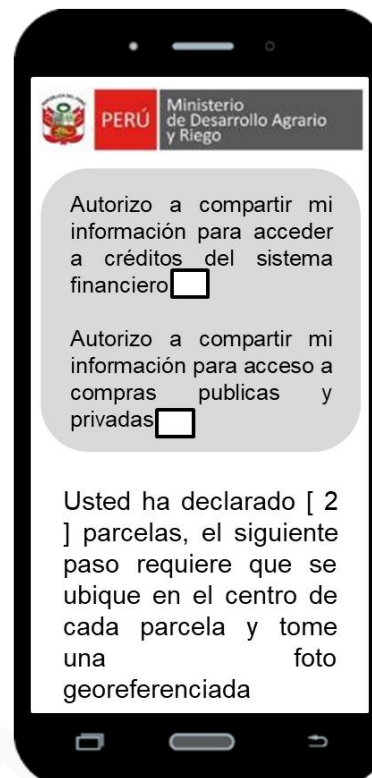 PERÚ
Ministerio
de Desarrollo Agrario
y Riego
Autorizo a compartir mi
información para acceder
a créditos del sistema
financiero
Autorizo a compartir mi
información para acceso a
compras publicas y
privadas
Usted ha declarado [ 2
] parcelas, el siguiente
paso requiere que se
ubique en el centro de
cada parcela y tome
una foto
georeferenciada